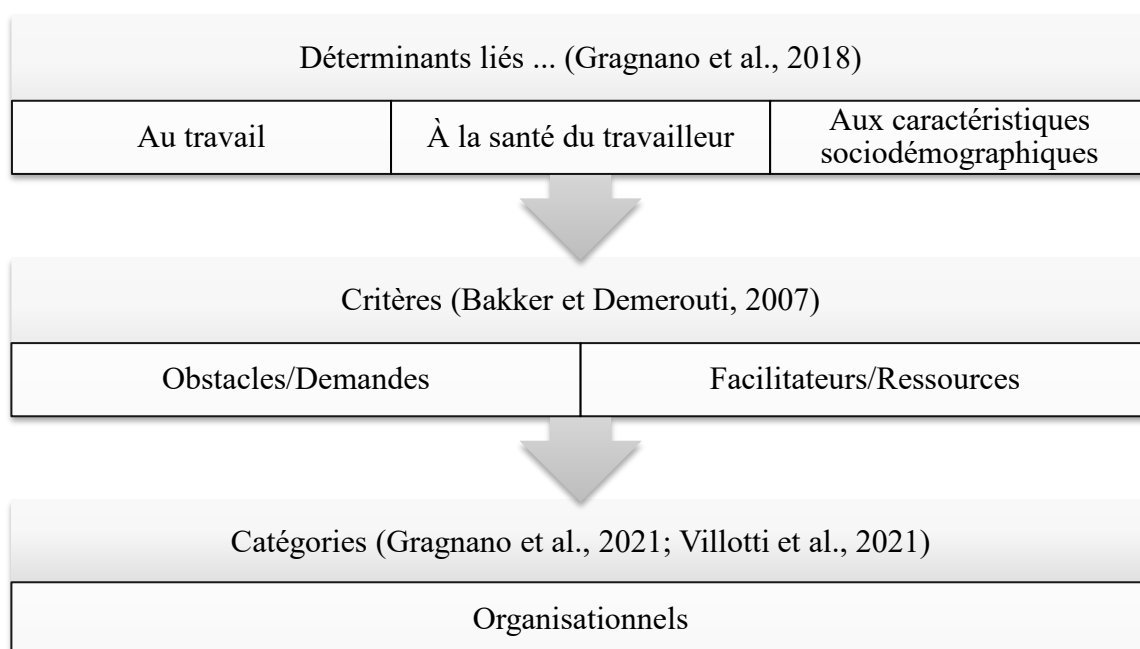 Déterminants liés ... (Gragnano et al., 2018)
Au travail
À la santé du travailleur
Aux caractéristiques
sociodémographiques
Critères (Bakker et Demerouti, 2007)
Obstacles/Demandes
Facilitateurs/Ressources
Catégories (Gragnano et al., 2021; Villotti et al., 2021)
Organisationnels